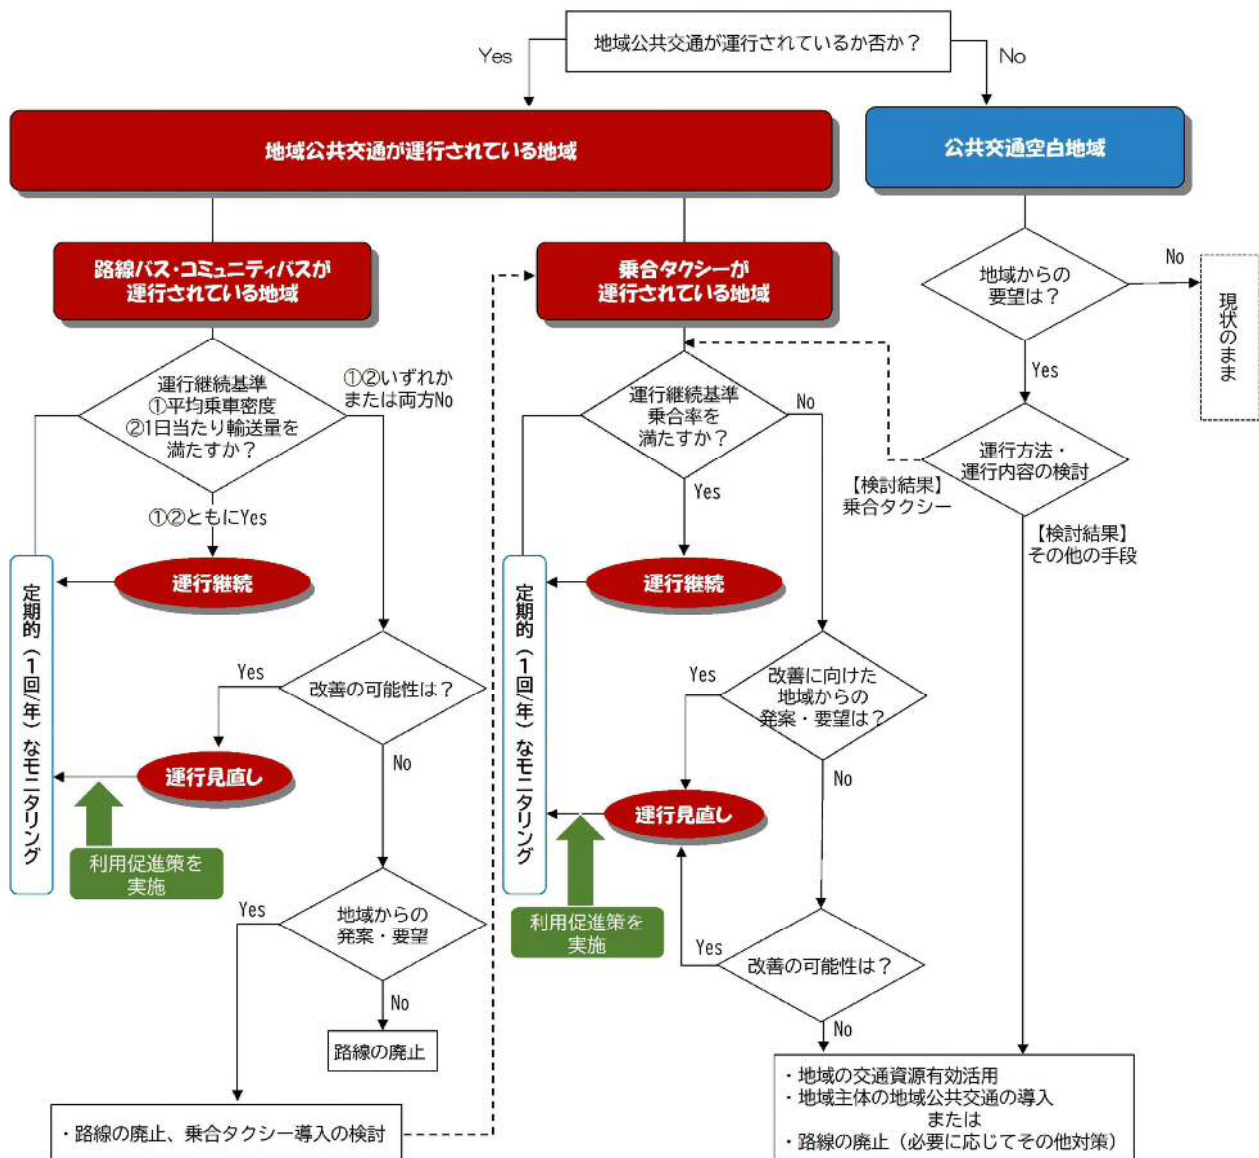 地域公共交通が運行されているか否か？
Yes
No
地域公共交通が運行されている地域
公共交通空白地域
路線バス・コミュニティバスが
運行されている地域
乗合タクシーが
運行されている地域
地域からの
要望は？
No
現状のまま
Yes
運行継続基準
①平均乗車密度
②1日当たり輸送量を
満たすか？
①②いずれか
または両方No
①②ともにYes
運行継続基準
乗合率を
満たすか？
No
Yes
運行方法・
運行内容の検討
【検討結果】
乗合タクシー
【検討結果】
その他の手段
運行継続
運行継続
定期的（１回/年）なモニタリング
定期的（１回/年）なモニタリング
改善の可能性は？
Yes
No
運行見直し
利用促進策を
実施
改善に向けた
地域からの
発案・要望は？
Yes
No
運行見直し
利用促進策を
実施
地域からの
発案・要望
Yes
No
改善の可能性は？
Yes
No
路線の廃止
・路線の廃止、乗合タクシー導入の検討
・地域の交通資源有効活用
・地域主体の地域公共交通の導入
または
・路線の廃止（必要に応じてその他対策）